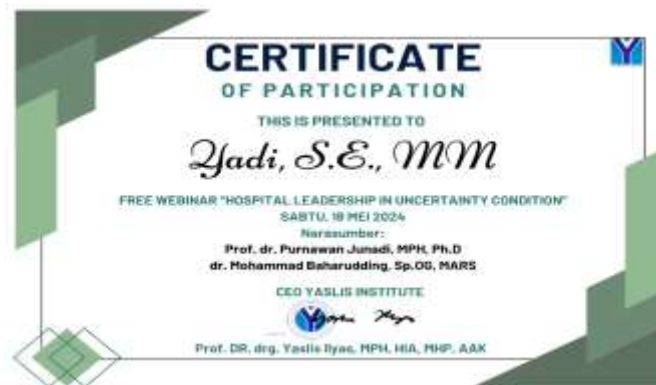 CERTIFICATE
OF PARTICIPATION
THIS IS PRESENTED TO
Yadi, S.E., MM
FREE WEBINAR "HOSPITAL LEADERSHIP IN UNCERTAINTY CONDITION"
SABTU, 18 MEI 2024
Narasumber:
Prof. dr. Purnawan Junadi, MPH, Ph.D
dr. Mohammad Baharudding, Sp.OG, MARS
CEO YASLIS INSTITUTE
Prof. DR. drg. Yaslis Ilyas, MPH, HIA, MHP, AAK